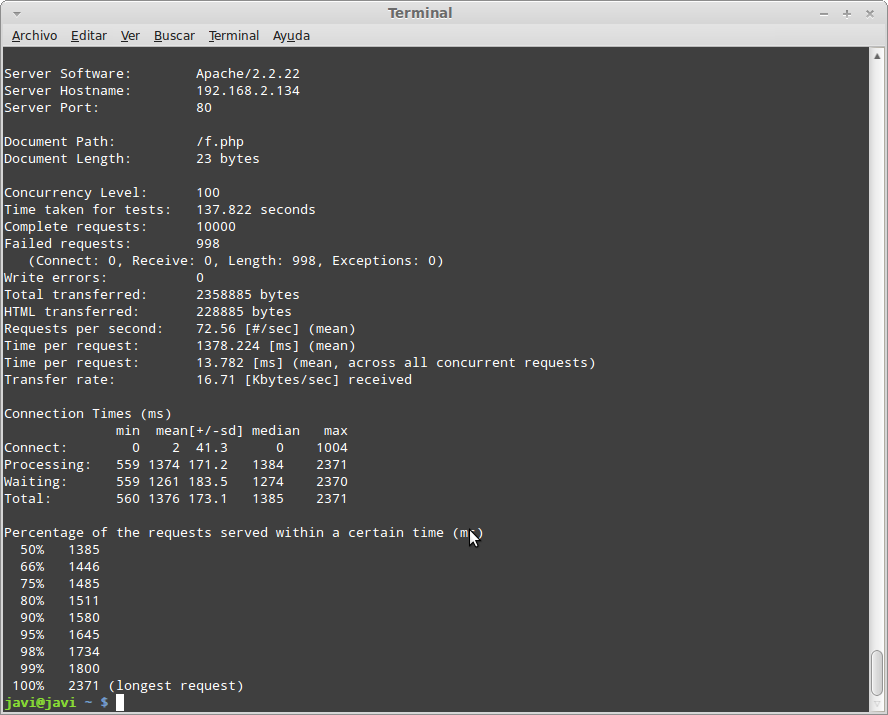 Terminal
Archivo Editar Ver Buscar Terminal Ayuda
Server Software:        Apache/2.2.22
Server Hostname:        192.168.2.134
Server Port:            80
Document Path:          /f.php
Document Length:        23 bytes
Concurrency Level:      100
Time taken for tests:   137.822 seconds
Complete requests:      10000
Failed requests:        998
   (Connect: 0, Receive: 0, Length: 998, Exceptions: 0)
Write errors:           0
Total transferred:      2358885 bytes
HTML transferred:       228885 bytes
Requests per second:    72.56 [#/sec] (mean)
Time per request:       1378.224 [ms] (mean)
Time per request:       13.782 [ms] (mean, across all concurrent requests)
Transfer rate:          16.71 [Kbytes/sec] received
Connection Times (ms)
              min  mean[+/-sd] median   max
Connect:        0    2  41.3      0    1004
Processing:   559 1374 171.2   1384    2371
Waiting:      559 1261 183.5   1274    2370
Total:        560 1376 173.1   1385    2371
Percentage of the requests served within a certain time (ms)
  50%   1385
  66%   1446
  75%   1485
  80%   1511
  90%   1580
  95%   1645
  98%   1734
  99%   1800
 100%   2371 (longest request)
javi@javi ~ $